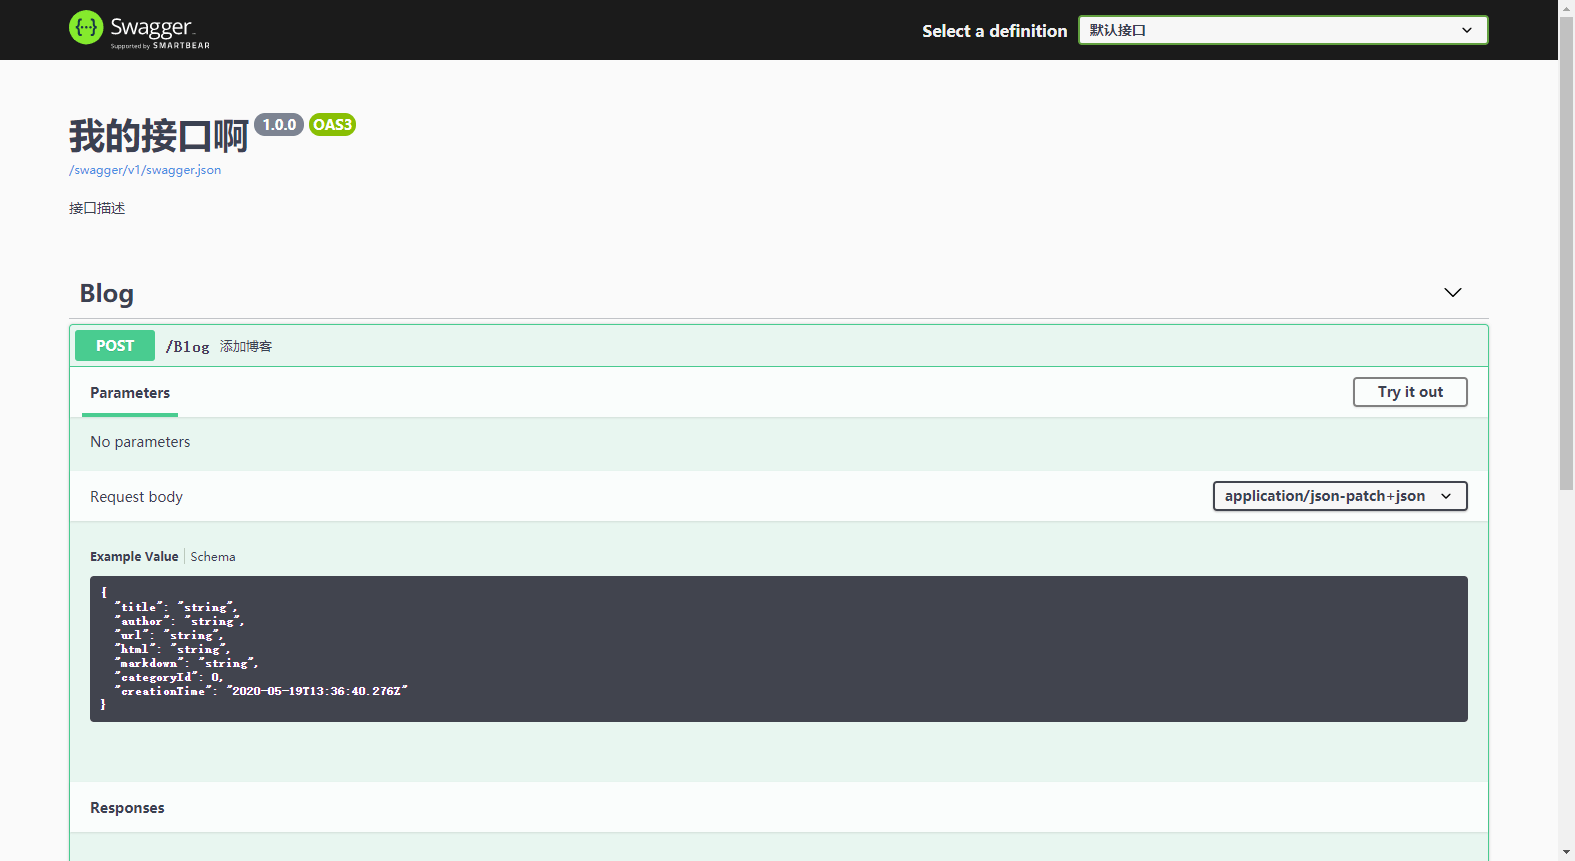 Swagger
Supported by SMARTBEAR
Select a definition
默认接口
我的接口啊 1.0.0 OAS3
/swagger/v1/swagger.json
接口描述
Blog
POST /Blog 添加博客
Parameters
Try it out
No parameters
Request body
application/json-patch+json
Example Value | Schema
{
  "title": "string",
  "author": "string",
  "url": "string",
  "html": "string",
  "markdown": "string",
  "categoryId": 0,
  "creationTime": "2020-05-19T13:36:40.276Z"
}
Responses